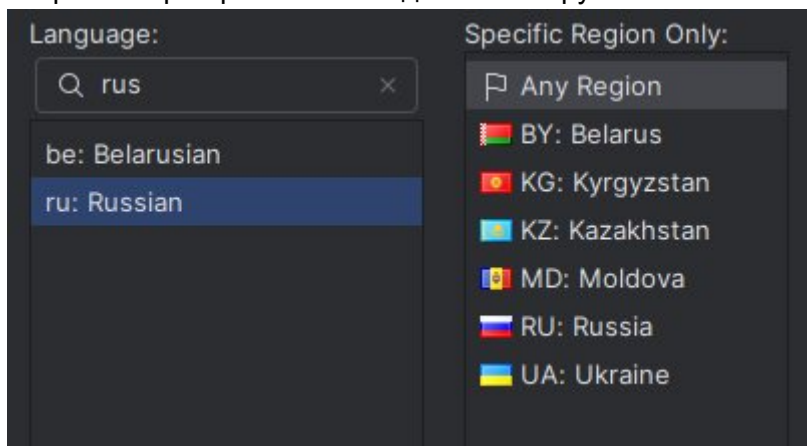 Language:
rus
be: Belarusian
ru: Russian
Specific Region Only:
Any Region
BY: Belarus
KG: Kyrgyzstan
KZ: Kazakhstan
MD: Moldova
RU: Russia
UA: Ukraine